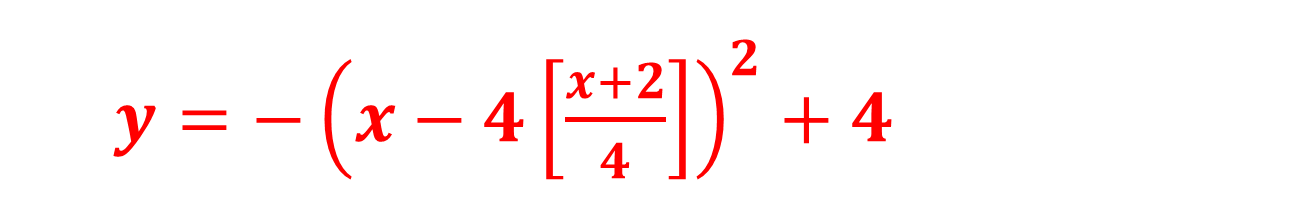 y = −(x − 4[(x+2)/4])² + 4